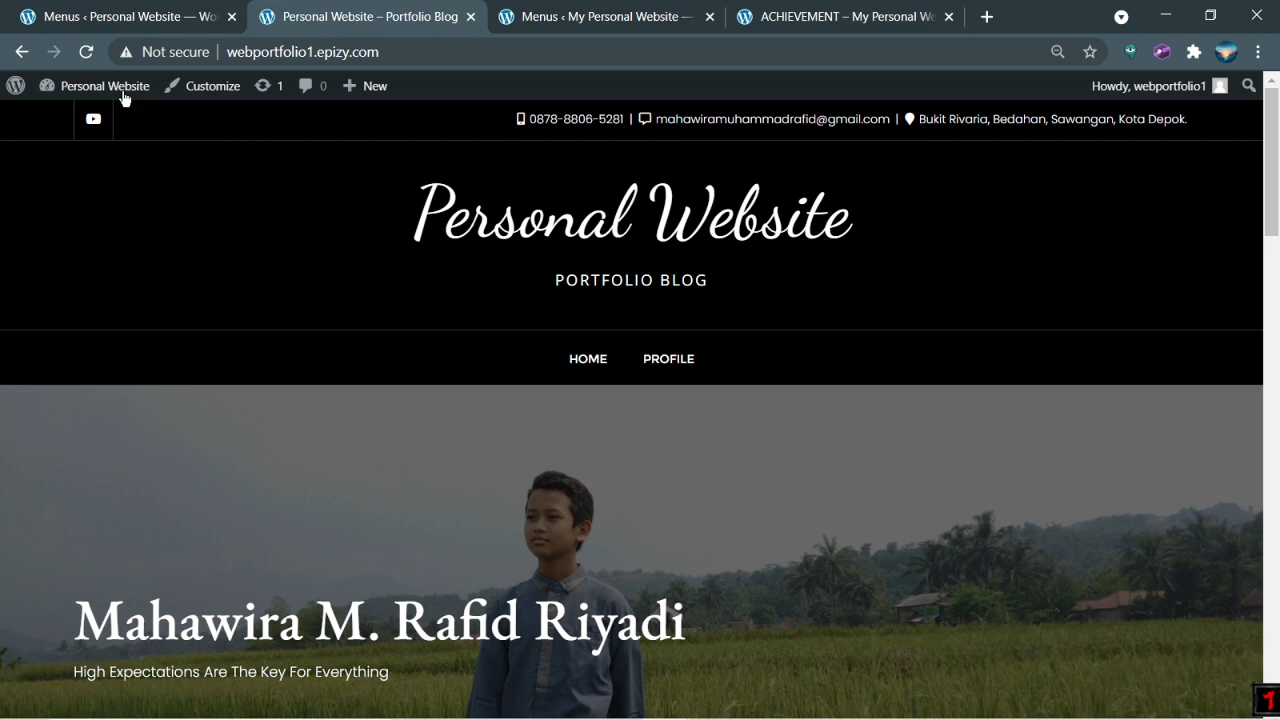 Menus ‹ Personal Website — Wo
Personal Website – Portfolio Blog
Menus ‹ My Personal Website —
ACHIEVEMENT – My Personal We
Not secure
webportfolio1.epizy.com
Personal Website
Customize
1
0
New
Howdy, webportfolio1
0878-8806-5281 | mahawiramuhammadrafid@gmail.com | Bukit Rivaria, Bedahan, Sawangan, Kota Depok.
Personal Website
PORTFOLIO BLOG
HOME
PROFILE
Mahawira M. Rafid Riyadi
High Expectations Are The Key For Everything